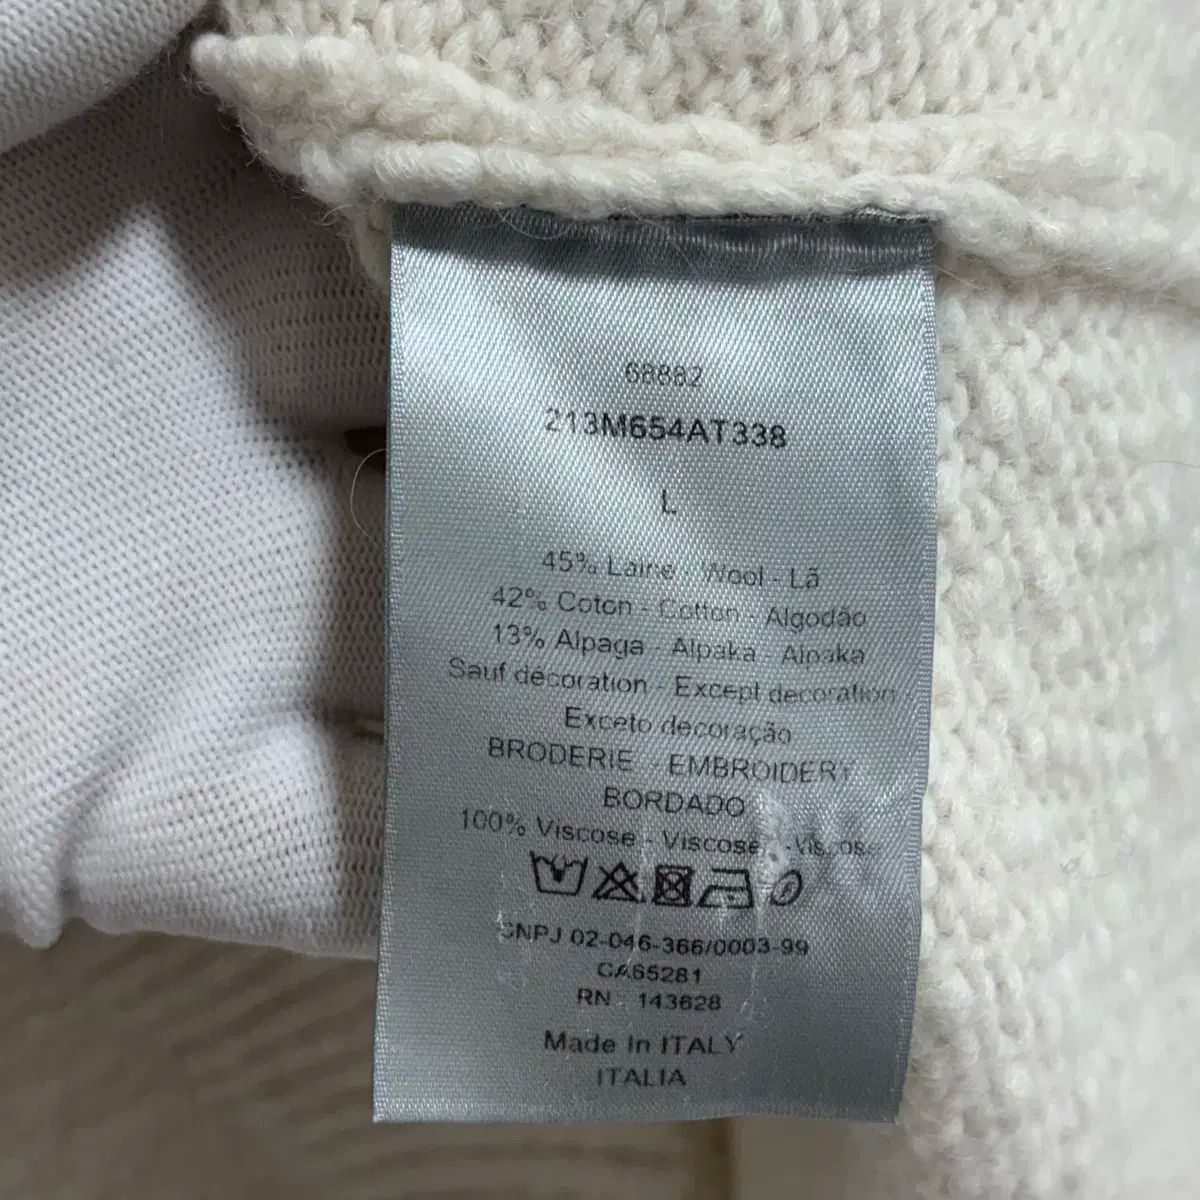 68882
213M654AT338
L
45% Laine - Wool - Lã
42% Coton - Cotton - Algodão
13% Alpaga - Alpaka - Alpaka
Sauf décoration - Except decoration
Exceto decoração
BRODERIE - EMBROIDERY
BORDADO
100% Viscose - Viscose - Viscose
CNPJ 02-046-366/0003-99
CA65281
RN 143628
Made In ITALY
ITALIA